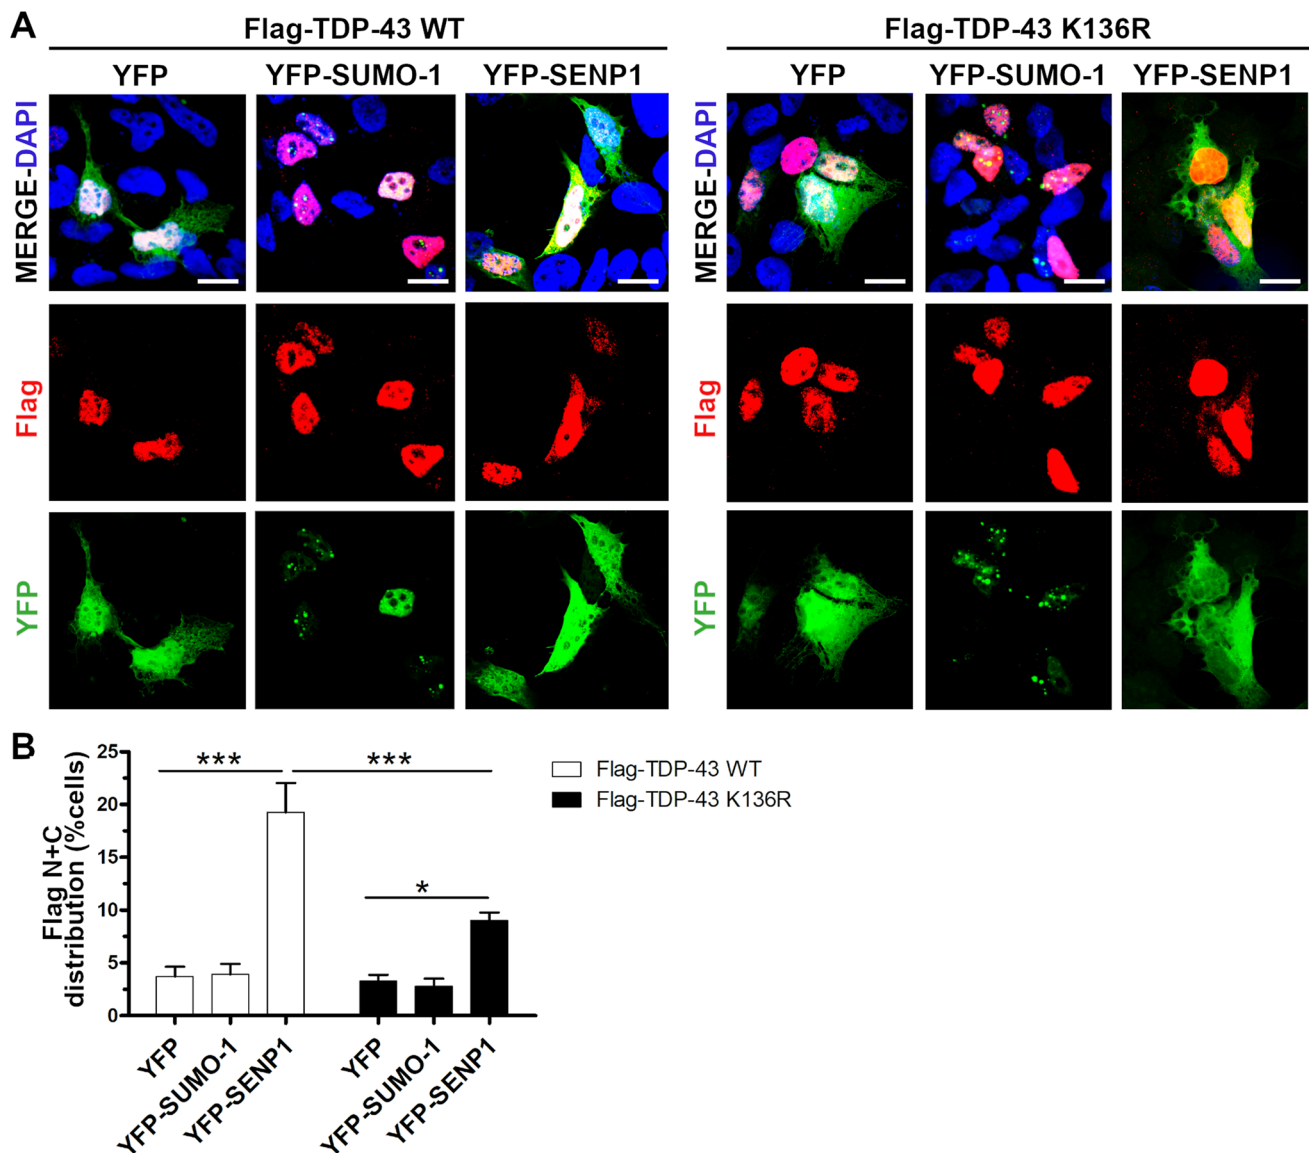 A
Flag-TDP-43 WT
Flag-TDP-43 K136R
YFP
YFP-SUMO-1
YFP-SENP1
YFP
YFP-SUMO-1
YFP-SENP1
MERGE-DAPI
MERGE-DAPI
Flag
Flag
YFP
YFP
B
Flag N+C
distribution (%cells)
25
20
15
10
5
0
***
***
*
Flag-TDP-43 WT
Flag-TDP-43 K136R
YFP
YFP-SUMO-1
YFP-SENP1
YFP
YFP-SUMO-1
YFP-SENP1